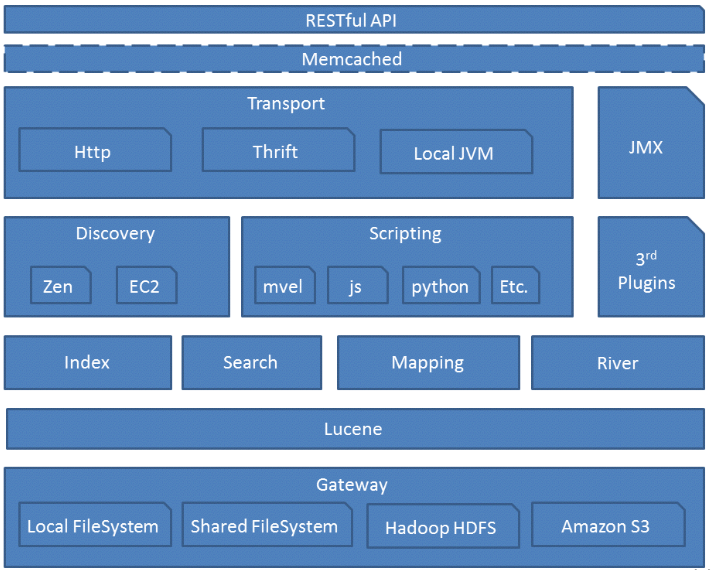 RESTful API
Memcached
Transport
Http
Thrift
Local JVM
JMX
Discovery
Zen
EC2
Scripting
mvel
js
python
Etc.
3rd
Plugins
Index
Search
Mapping
River
Lucene
Gateway
Local FileSystem
Shared FileSystem
Hadoop HDFS
Amazon S3